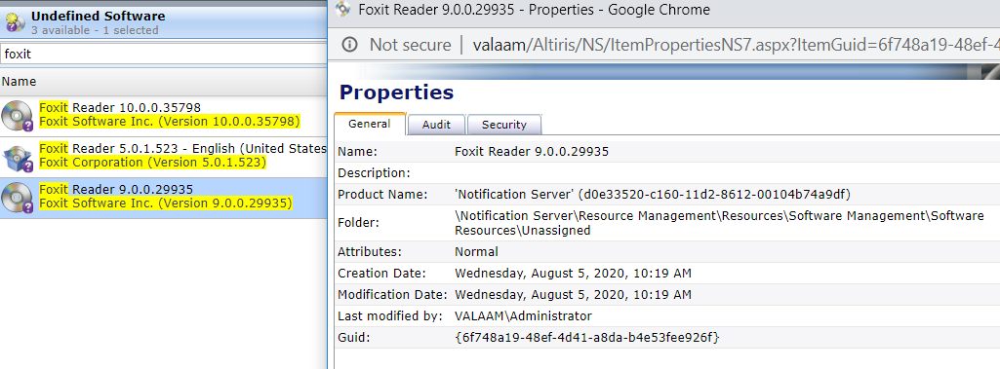 Undefined Software
3 available - 1 selected
foxit
Name
Foxit Reader 10.0.0.35798
Foxit Software Inc. (Version 10.0.0.35798)
Foxit Reader 5.0.1.523 - English (United States
Foxit Corporation (Version 5.0.1.523)
Foxit Reader 9.0.0.29935
Foxit Software Inc. (Version 9.0.0.29935)
Foxit Reader 9.0.0.29935 - Properties - Google Chrome
Not secure | valaam/Altiris/NS/ItemPropertiesNS7.aspx?ItemGuid=6f748a19-48ef-4
Properties
General Audit Security
Name: Foxit Reader 9.0.0.29935
Description:
Product Name: 'Notification Server' (d0e33520-c160-11d2-8612-00104b74a9df)
Folder: \Notification Server\Resource Management\Resources\Software Management\Software
Resources\Unassigned
Attributes: Normal
Creation Date: Wednesday, August 5, 2020, 10:19 AM
Modification Date: Wednesday, August 5, 2020, 10:19 AM
Last modified by: VALAAM\Administrator
Guid: {6f748a19-48ef-4d41-a8da-b4e53fee926f}